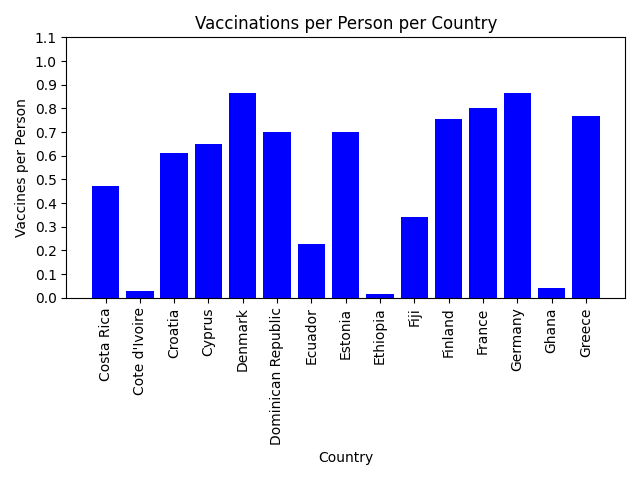 Vaccinations per Person per Country
Vaccines per Person
1.1
1.0
0.9
0.8
0.7
0.6
0.5
0.4
0.3
0.2
0.1
0.0
Costa Rica
Cote d'Ivoire
Croatia
Cyprus
Denmark
Dominican Republic
Ecuador
Estonia
Ethiopia
Fiji
Finland
France
Germany
Ghana
Greece
Country